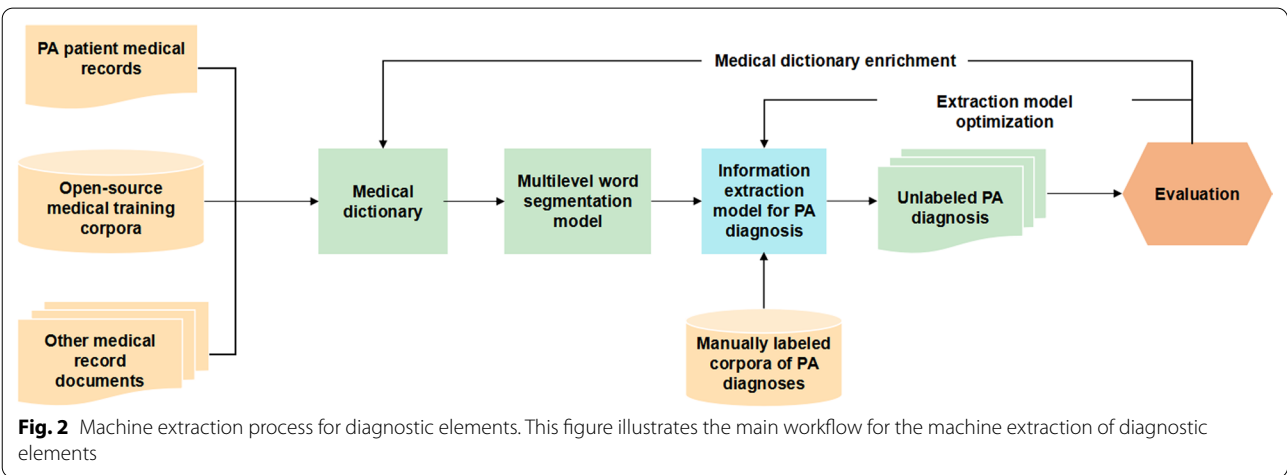 PA patient medical
records
Medical dictionary enrichment
Extraction model
optimization
Open-source
medical training
corpora
Medical
dictionary
Multilevel word
segmentation
model
Information
extraction
model for PA
diagnosis
Unlabeled PA
diagnosis
Evaluation
Other medical
record
documents
Manually labeled
corpora of PA
diagnoses
Fig. 2 Machine extraction process for diagnostic elements. This figure illustrates the main workflow for the machine extraction of diagnostic
elements